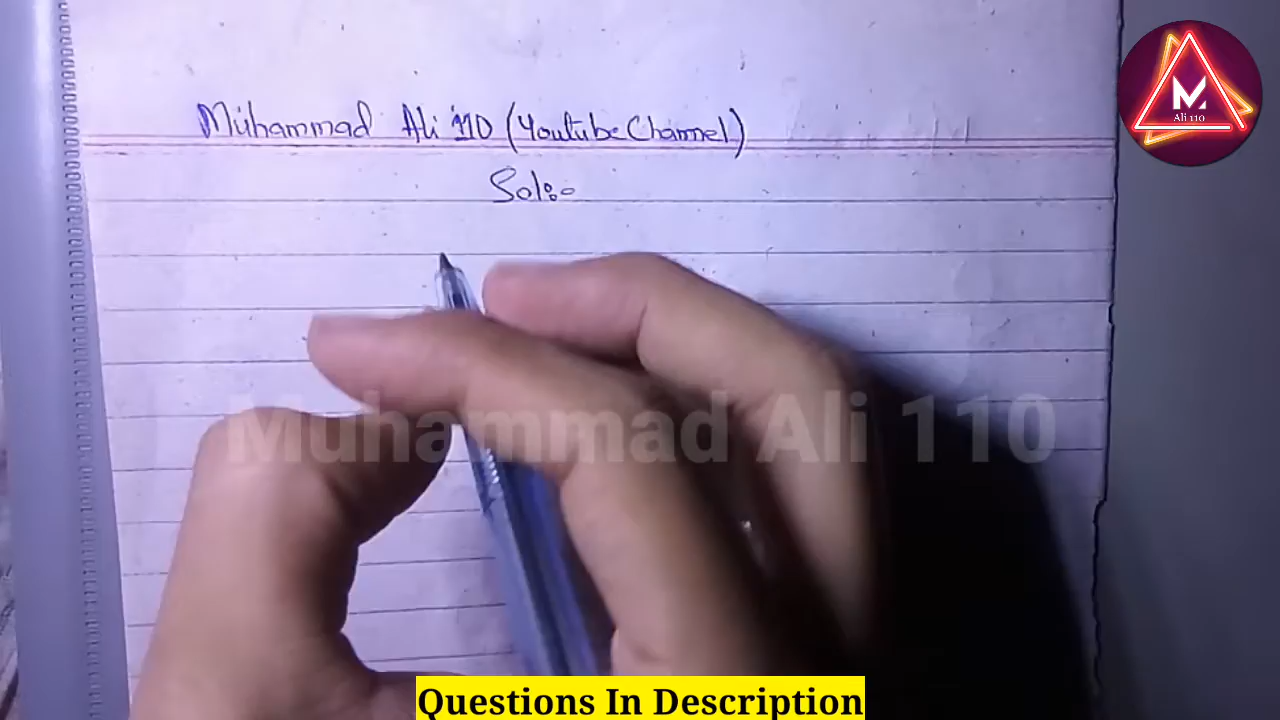 Muhammad Ali 110 (Youtube Channel)
Sol:-
M
Ali 110
Muhammad Ali 110
Questions In Description